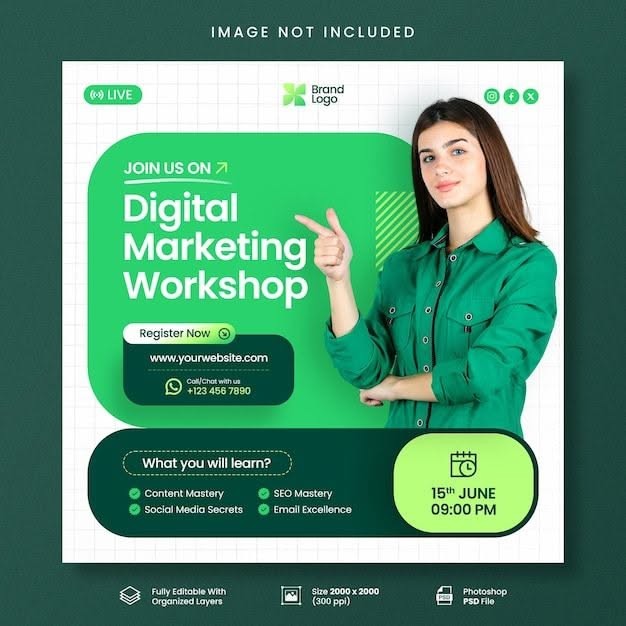 IMAGE NOT INCLUDED
LIVE
Brand
Logo
JOIN US ON
Digital
Marketing
Workshop
Register Now
www.yourwebsite.com
Call/Chat with us
+123 456 7890
What you will learn?
Content Mastery
SEO Mastery
Social Media Secrets
Email Excellence
15th JUNE
09:00 PM
Fully Editable With
Organized Layers
Size 2000 x 2000
(300 ppi)
PSD
Photoshop
PSD File